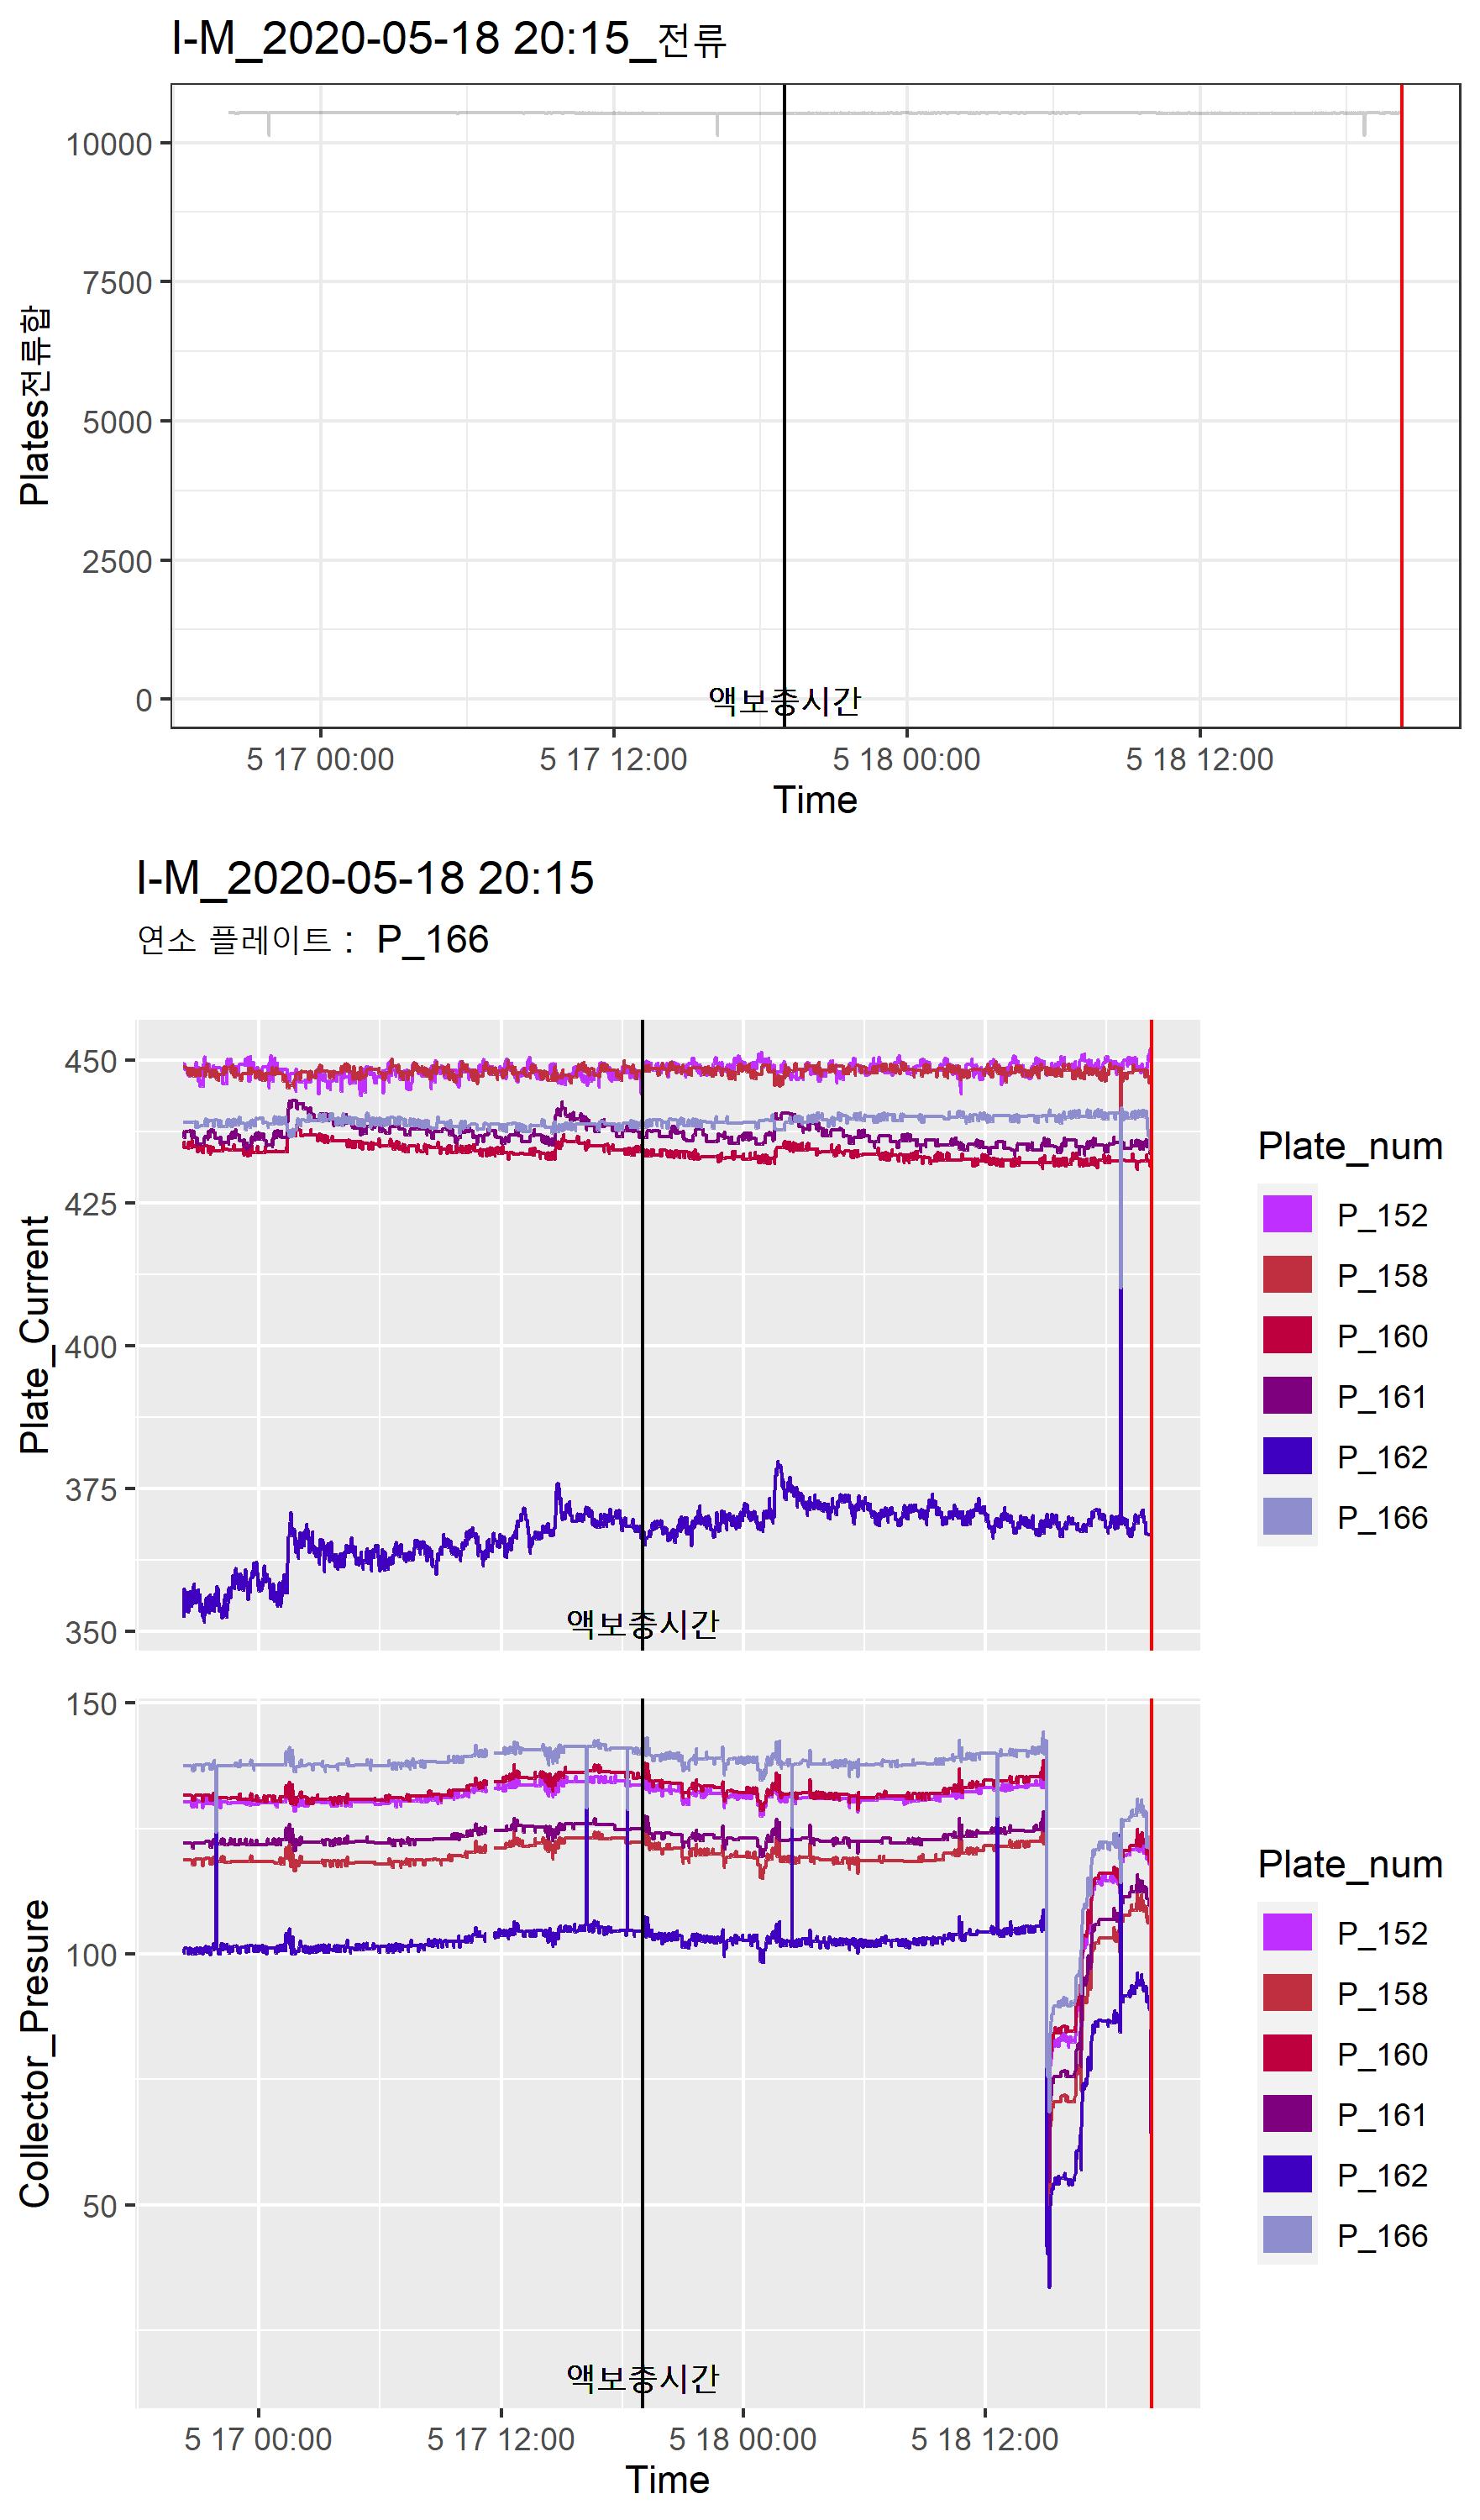 I-M_2020-05-18 20:15_전류
Plates전류합
10000
7500
5000
2500
0
액보충시간
5 17 00:00
5 17 12:00
5 18 00:00
5 18 12:00
Time
I-M_2020-05-18 20:15
연소 플레이트 : P_166
Plate_Current
450
425
400
375
350
액보충시간
Plate_num
P_152
P_158
P_160
P_161
P_162
P_166
Collector_Presure
150
100
50
액보충시간
5 17 00:00
5 17 12:00
5 18 00:00
5 18 12:00
Time
Plate_num
P_152
P_158
P_160
P_161
P_162
P_166